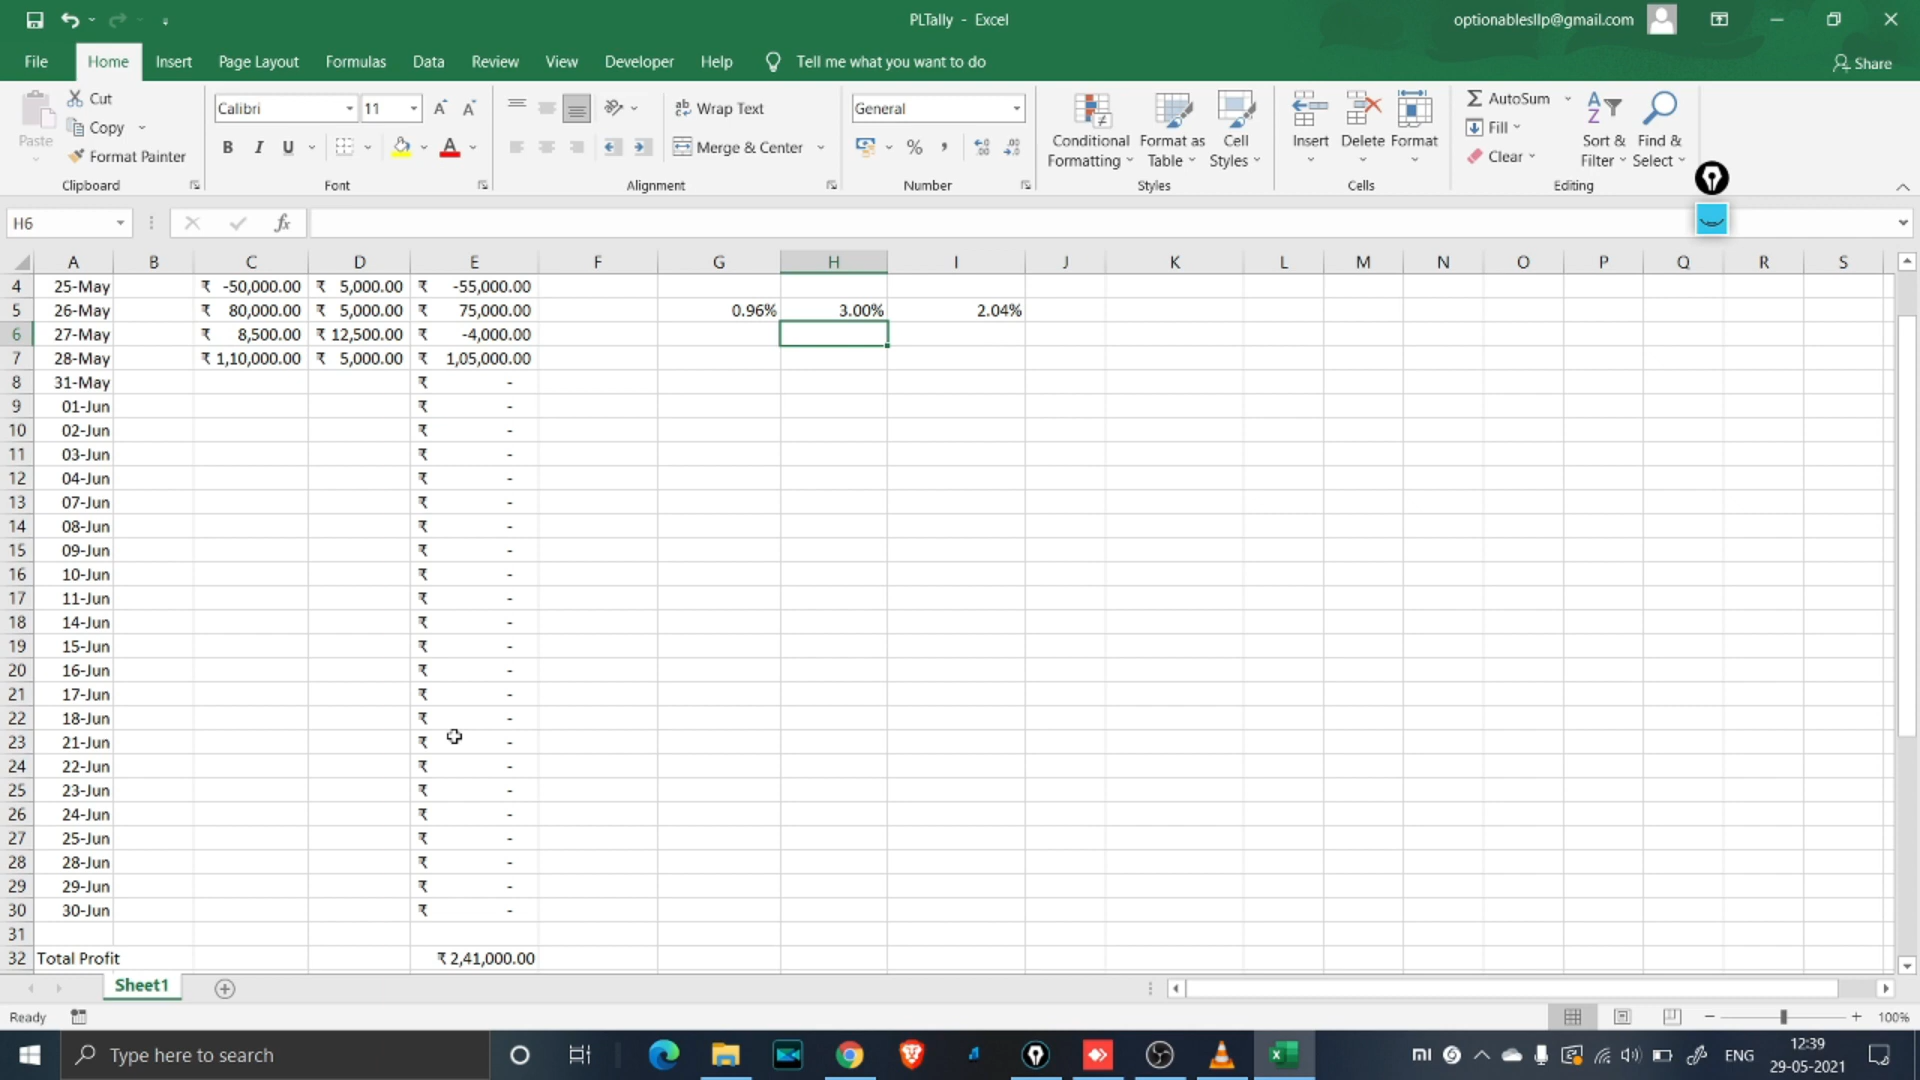 PLTally - Excel
optionablesllp@gmail.com
File Home Insert Page Layout Formulas Data Review View Developer Help Tell me what you want to do Share
Paste
Cut
Copy
Format Painter
Clipboard
Calibri 11
B I U
Font
Wrap Text
Merge & Center
Alignment
General
% ,
Number
Conditional Formatting
Format as Table
Cell Styles
Styles
Insert Delete Format
Cells
AutoSum
Fill
Clear
Sort & Filter
Find & Select
Editing
H6 fx
A B C D E F G H I J K L M N O P Q R S
4 25-May ₹ -50,000.00 ₹ 5,000.00 ₹ -55,000.00
5 26-May ₹ 80,000.00 ₹ 5,000.00 ₹ 75,000.00 0.96% 3.00% 2.04%
6 27-May ₹ 8,500.00 ₹ 12,500.00 ₹ -4,000.00
7 28-May ₹ 1,10,000.00 ₹ 5,000.00 ₹ 1,05,000.00
8 31-May ₹ -
9 01-Jun ₹ -
10 02-Jun ₹ -
11 03-Jun ₹ -
12 04-Jun ₹ -
13 07-Jun ₹ -
14 08-Jun ₹ -
15 09-Jun ₹ -
16 10-Jun ₹ -
17 11-Jun ₹ -
18 14-Jun ₹ -
19 15-Jun ₹ -
20 16-Jun ₹ -
21 17-Jun ₹ -
22 18-Jun ₹ -
23 21-Jun ₹ -
24 22-Jun ₹ -
25 23-Jun ₹ -
26 24-Jun ₹ -
27 25-Jun ₹ -
28 28-Jun ₹ -
29 29-Jun ₹ -
30 30-Jun ₹ -
31
32 Total Profit ₹ 2,41,000.00
Sheet1
Ready
100%
Type here to search
ENG
12:39
29-05-2021